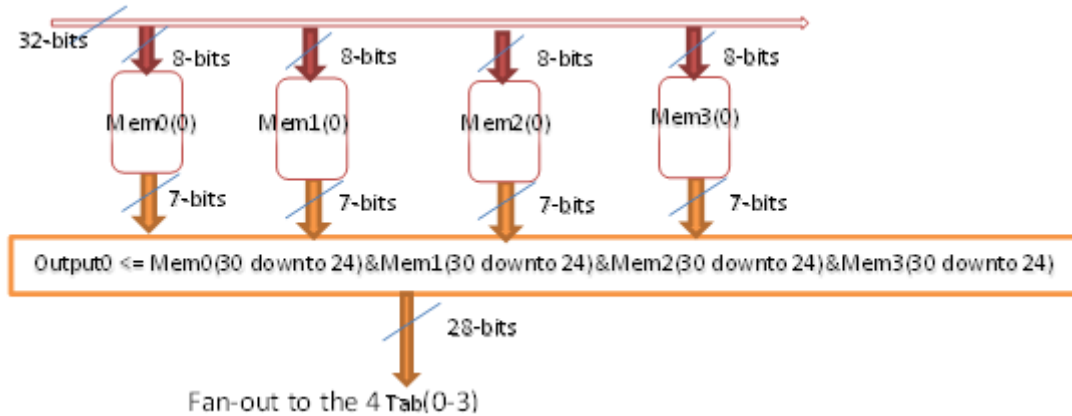 32-bits
8-bits 8-bits 8-bits 8-bits
Mem0(0) Mem1(0) Mem2(0) Mem3(0)
7-bits 7-bits 7-bits 7-bits
Output0 <= Mem0(30 downto 24)&Mem1(30 downto 24)&Mem2(30 downto 24)&Mem3(30 downto 24)
28-bits
Fan-out to the 4 Tab(0-3)